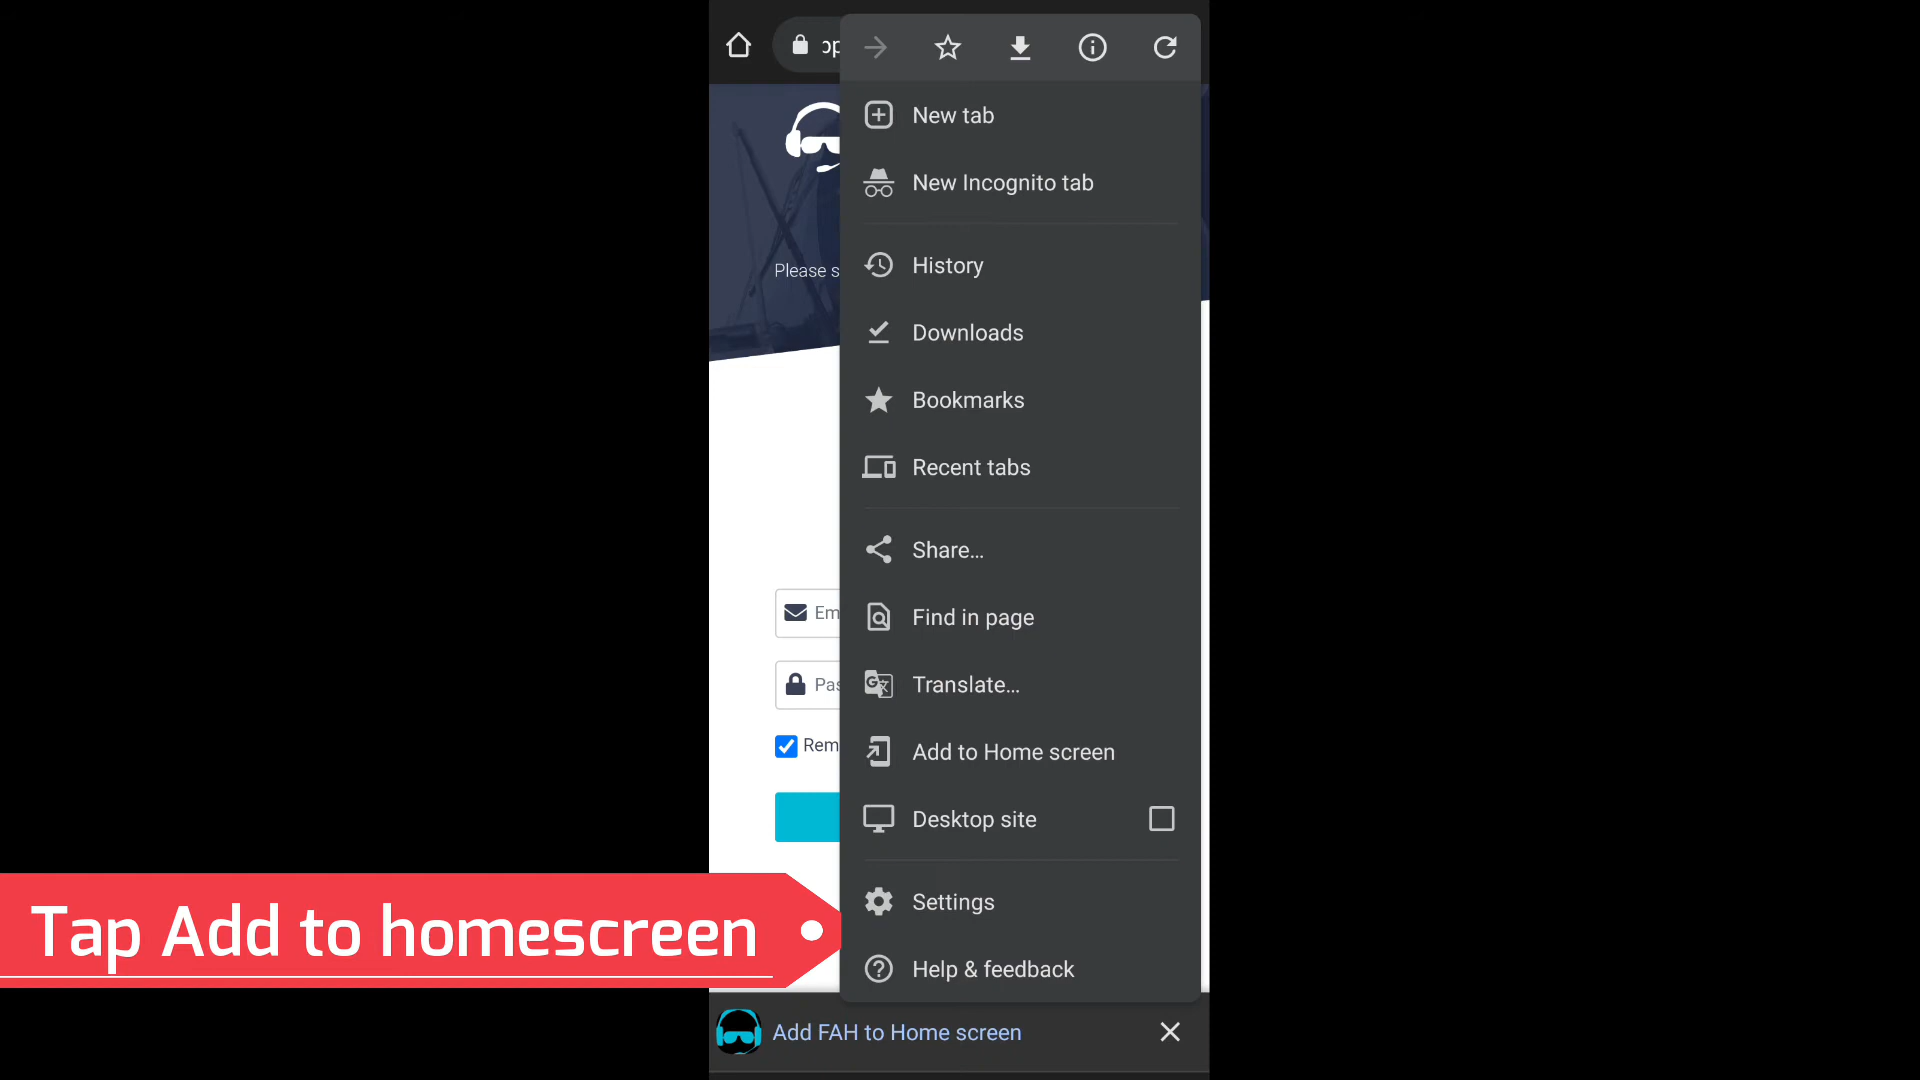 New tab
New Incognito tab
Please s
History
Downloads
Bookmarks
Recent tabs
Share...
Find in page
Em
Translate...
Pas
Add to Home screen
Rem
Desktop site
Settings
Tap Add to homescreen
Help & feedback
Add FAH to Home screen